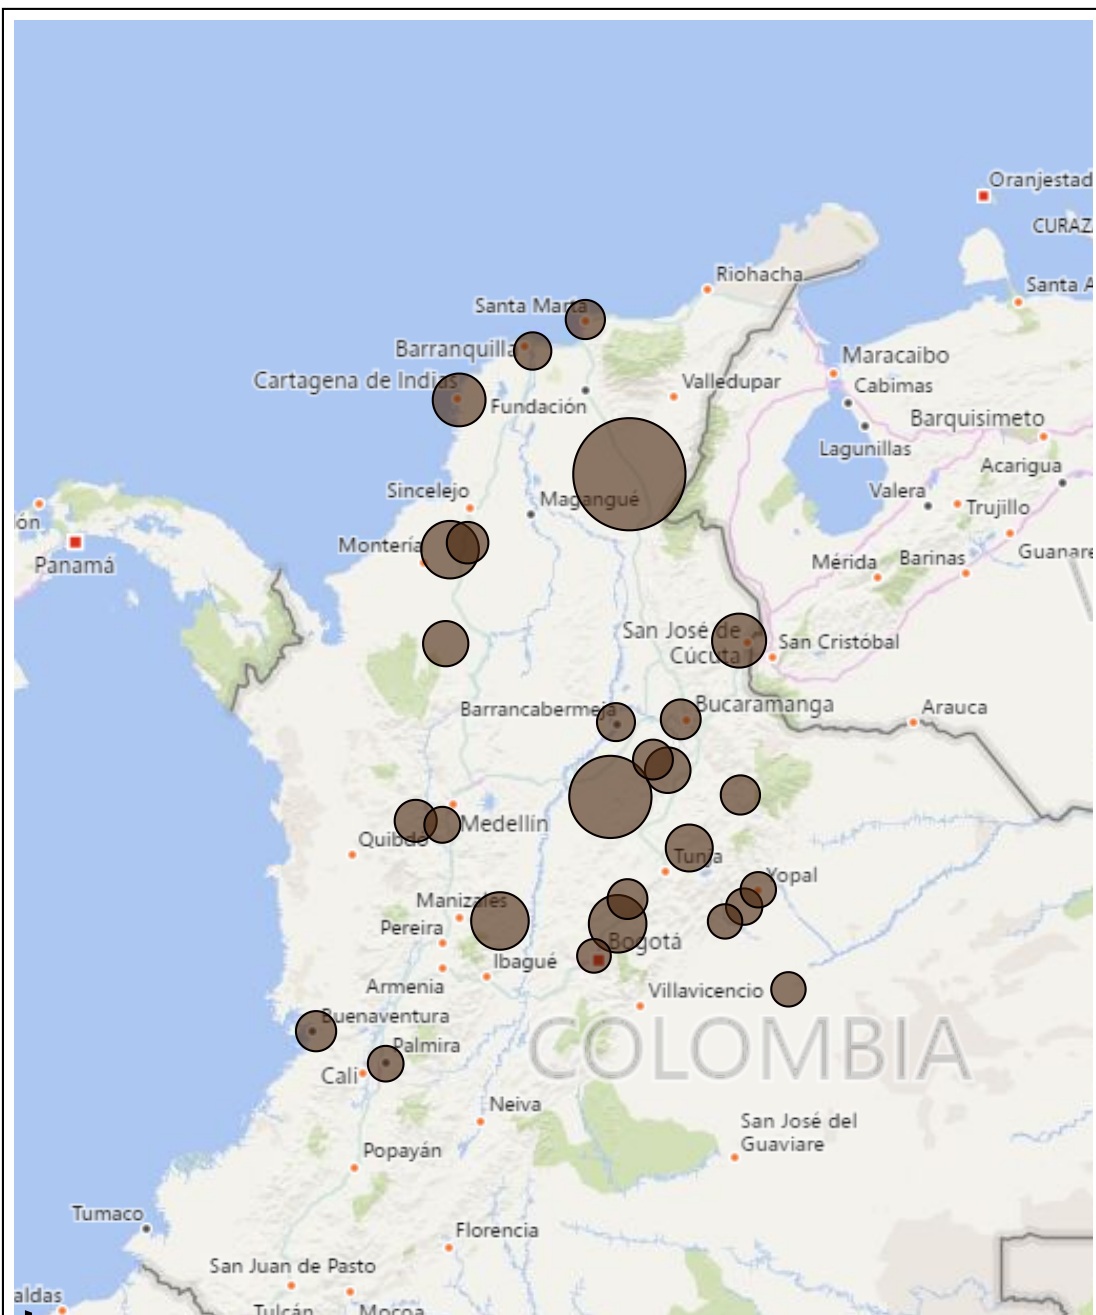 Oranjestad
CURAZ
Riohacha
Santa A
Santa Marta
Barranquilla
Maracaibo
Cartagena de Indias
Valledupar
Cabimas
Fundación
Barquisimeto
Lagunillas
Acarigua
Sincelejo
Magangué
Valera
Trujillo
ón
Montería
Panamá
Mérida
Barinas
Guanare
San José de
Cúcuta
San Cristóbal
Barrancabermeja
Bucaramanga
Arauca
Medellín
Quibdó
Tunja
Yopal
Manizales
Pereira
Bogotá
Ibagué
Armenia
Villavicencio
Buenaventura
COLOMBIA
Palmira
Cali
Neiva
San José del
Guaviare
Popayán
Tumaco
Florencia
San Juan de Pasto
aldas
Tulcán
Mocoa